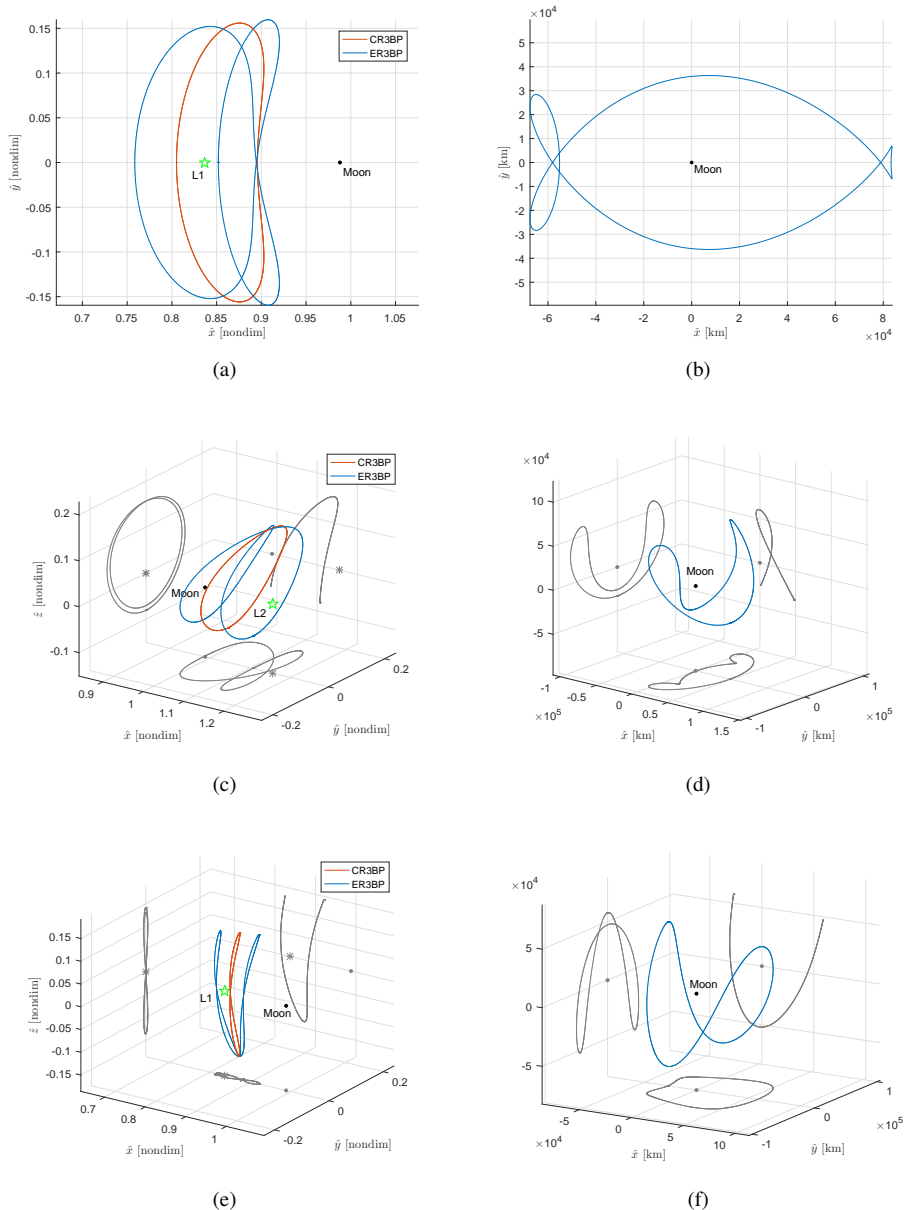 CR3BP
ER3BP
0.15
0.1
0.05
0
-0.05
-0.1
-0.15
ŷ [nondim]
L1
Moon
0.7 0.75 0.8 0.85 0.9 0.95 1 1.05
x̂ [nondim]
(a)
×10⁴
5
4
3
2
1
0
-1
-2
-3
-4
-5
ŷ [km]
Moon
-6 -4 -2 0 2 4 6 8
×10⁴
x̂ [km]
(b)
CR3BP
ER3BP
0.2
0.1
0
-0.1
ẑ [nondim]
Moon
L2
0.9 1 1.1 1.2
x̂ [nondim]
-0.2 0 0.2
ŷ [nondim]
(c)
×10⁴
10
5
0
-5
ẑ [km]
Moon
-1 -0.5 0 0.5 1 1.5
×10⁵
x̂ [km]
-1 0 1
×10⁵
ŷ [km]
(d)
CR3BP
ER3BP
0.15
0.1
0.05
0
-0.05
-0.1
-0.15
ẑ [nondim]
L1
Moon
0.7 0.8 0.9 1
x̂ [nondim]
-0.2 0 0.2
ŷ [nondim]
(e)
×10⁴
5
0
-5
ẑ [km]
Moon
-5 0 5 10
×10⁴
x̂ [km]
-1 0 1
×10⁵
ŷ [km]
(f)